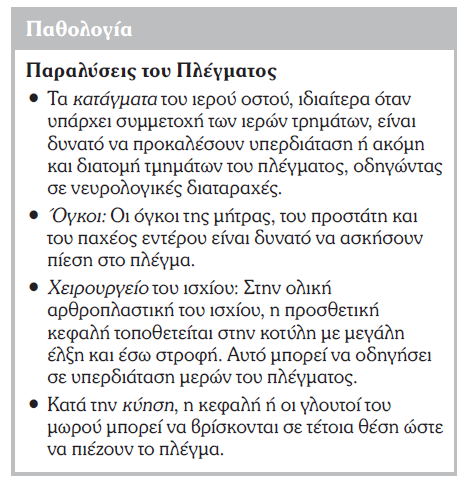 Παθολογία
Παραλύσεις του Πλέγματος
• Τα κατάγματα του ιερού οστού, ιδιαίτερα όταν
υπάρχει συμμετοχή των ιερών τρημάτων, είναι
δυνατό να προκαλέσουν υπερδιάταση ή ακόμη
και διατομή τμημάτων του πλέγματος, οδηγώντας
σε νευρολογικές διαταραχές.
• Όγκοι: Οι όγκοι της μήτρας, του προστάτη και
του παχέος εντέρου είναι δυνατό να ασκήσουν
πίεση στο πλέγμα.
• Χειρουργείο του ισχίου: Στην ολική
αρθροπλαστική του ισχίου, η προσθετική
κεφαλή τοποθετείται στην κοτύλη με μεγάλη
έλξη και έσω στροφή. Αυτό μπορεί να οδηγήσει
σε υπερδιάταση μερών του πλέγματος.
• Κατά την κύηση, η κεφαλή ή οι γλουτοί του
μωρού μπορεί να βρίσκονται σε τέτοια θέση ώστε
να πιέζουν το πλέγμα.